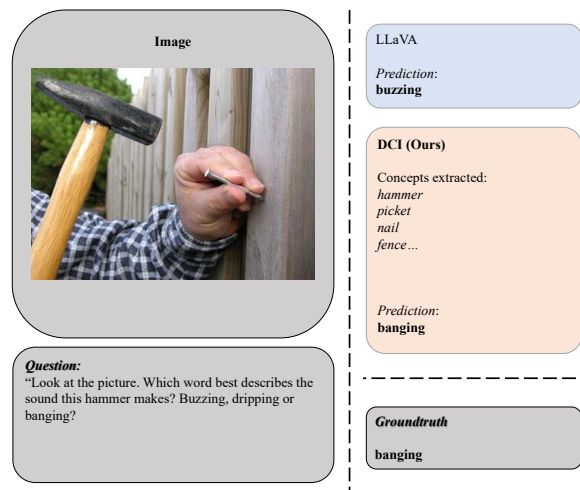 Image
Question:
“Look at the picture. Which word best describes the
sound this hammer makes? Buzzing, dripping or
banging?
LLaVA
Prediction:
buzzing
DCI (Ours)
Concepts extracted:
hammer
picket
nail
fence…
Prediction:
banging
Groundtruth
banging